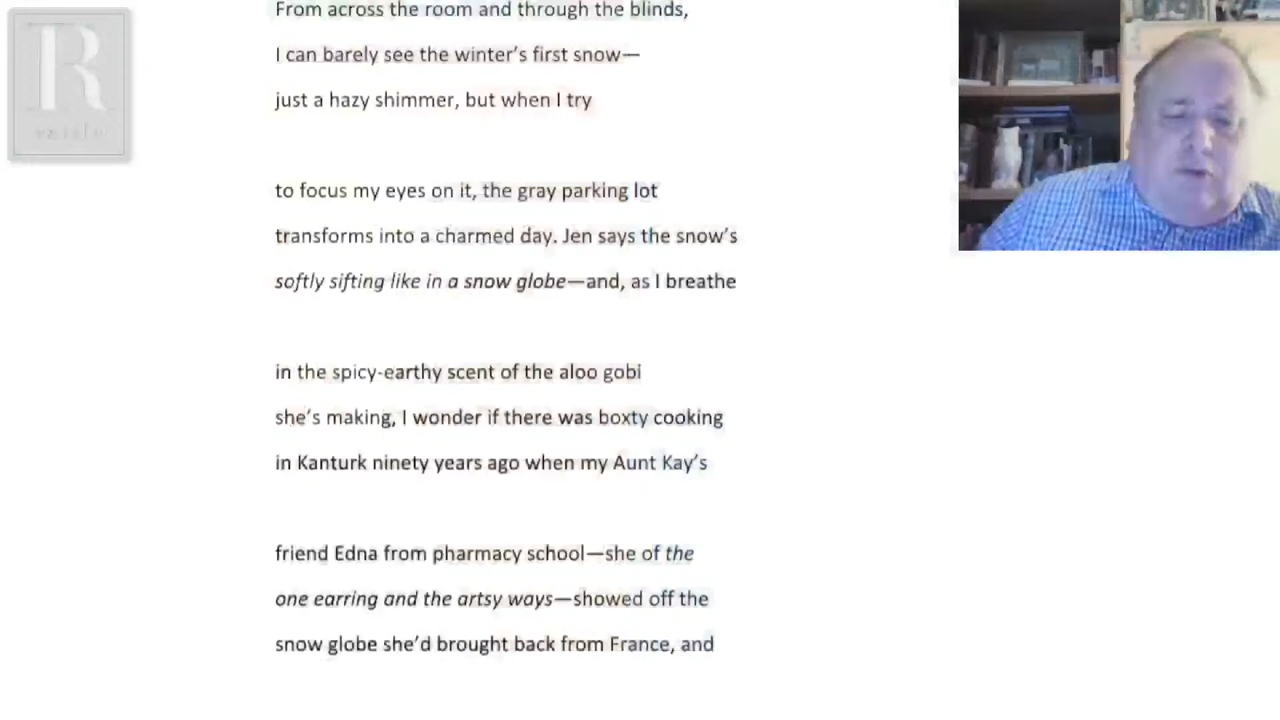 R
From across the room and through the blinds,
I can barely see the winter’s first snow—
just a hazy shimmer, but when I try
to focus my eyes on it, the gray parking lot
transforms into a charmed day. Jen says the snow’s
softly sifting like in a snow globe—and, as I breathe
in the spicy-earthy scent of the aloo gobi
she’s making, I wonder if there was boxty cooking
in Kanturk ninety years ago when my Aunt Kay’s
friend Edna from pharmacy school—she of the
one earring and the artsy ways—showed off the
snow globe she’d brought back from France, and